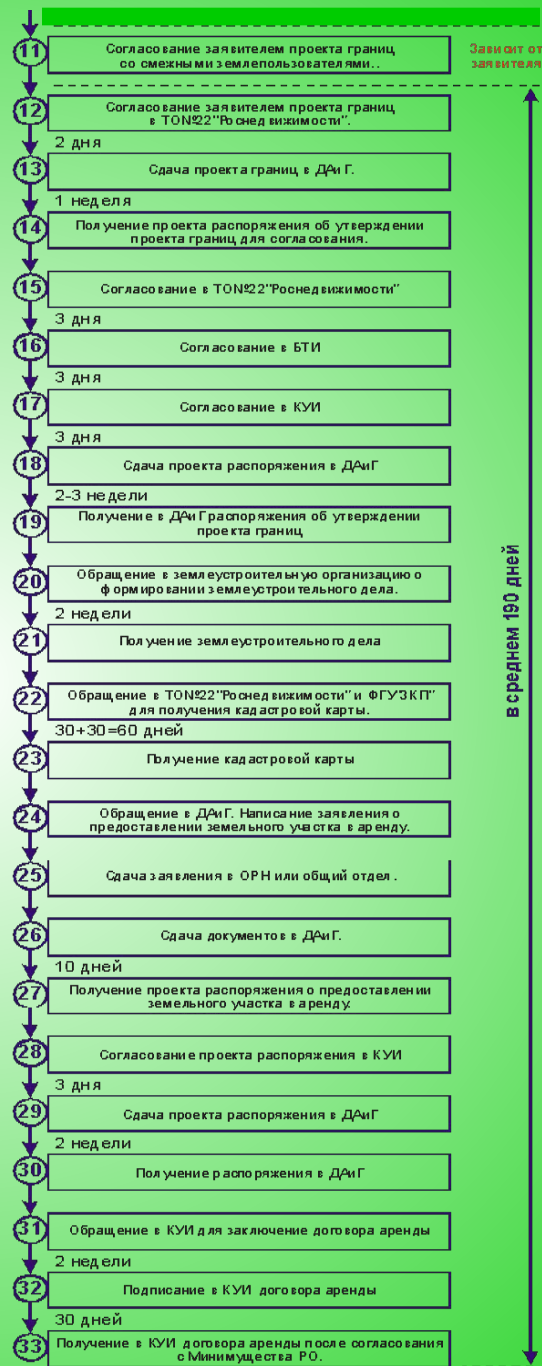 11
Согласование заявителем проекта границ
со смежными землепользователями..
Зависит от
заявителя
12
Согласование заявителем проекта границ
в ТО№22"Роснедвижимости".
2 дня
13
Сдача проекта границ в ДАиГ.
1 неделя
14
Получение проекта распоряжения об утверждении
проекта границ для согласования.
15
Согласование в ТО№22"Роснедвижимости"
3 дня
16
Согласование в БТИ
3 дня
17
Согласование в КУИ
3 дня
18
Сдача проекта распоряжения в ДАиГ
2-3 недели
19
Получение в ДАиГ распоряжения об утверждении
проекта границ
20
Обращение в землеустроительную организацию о
формировании землеустроительного дела.
2 недели
21
Получение землеустроительного дела
22
Обращение в ТО№22"Роснедвижимости" и ФГУ"ЗКП"
для получения кадастровой карты.
30+30=60 дней
23
Получение кадастровой карты
24
Обращение в ДАиГ. Написание заявления о
предоставлении земельного участка в аренду.
25
Сдача заявления в ОРН или общий отдел .
26
Сдача документов в ДАиГ.
10 дней
27
Получение проекта распоряжения о предоставлении
земельного участка в аренду.
28
Согласование проекта распоряжения в КУИ
3 дня
29
Сдача проекта распоряжения в ДАиГ
2 недели
30
Получение распоряжения в ДАиГ
31
Обращение в КУИ для заключение договора аренды
2 недели
32
Подписание в КУИ договора аренды
30 дней
33
Получение в КУИ договора аренды после согласования
с Минимущества РО.
в среднем 190 дней